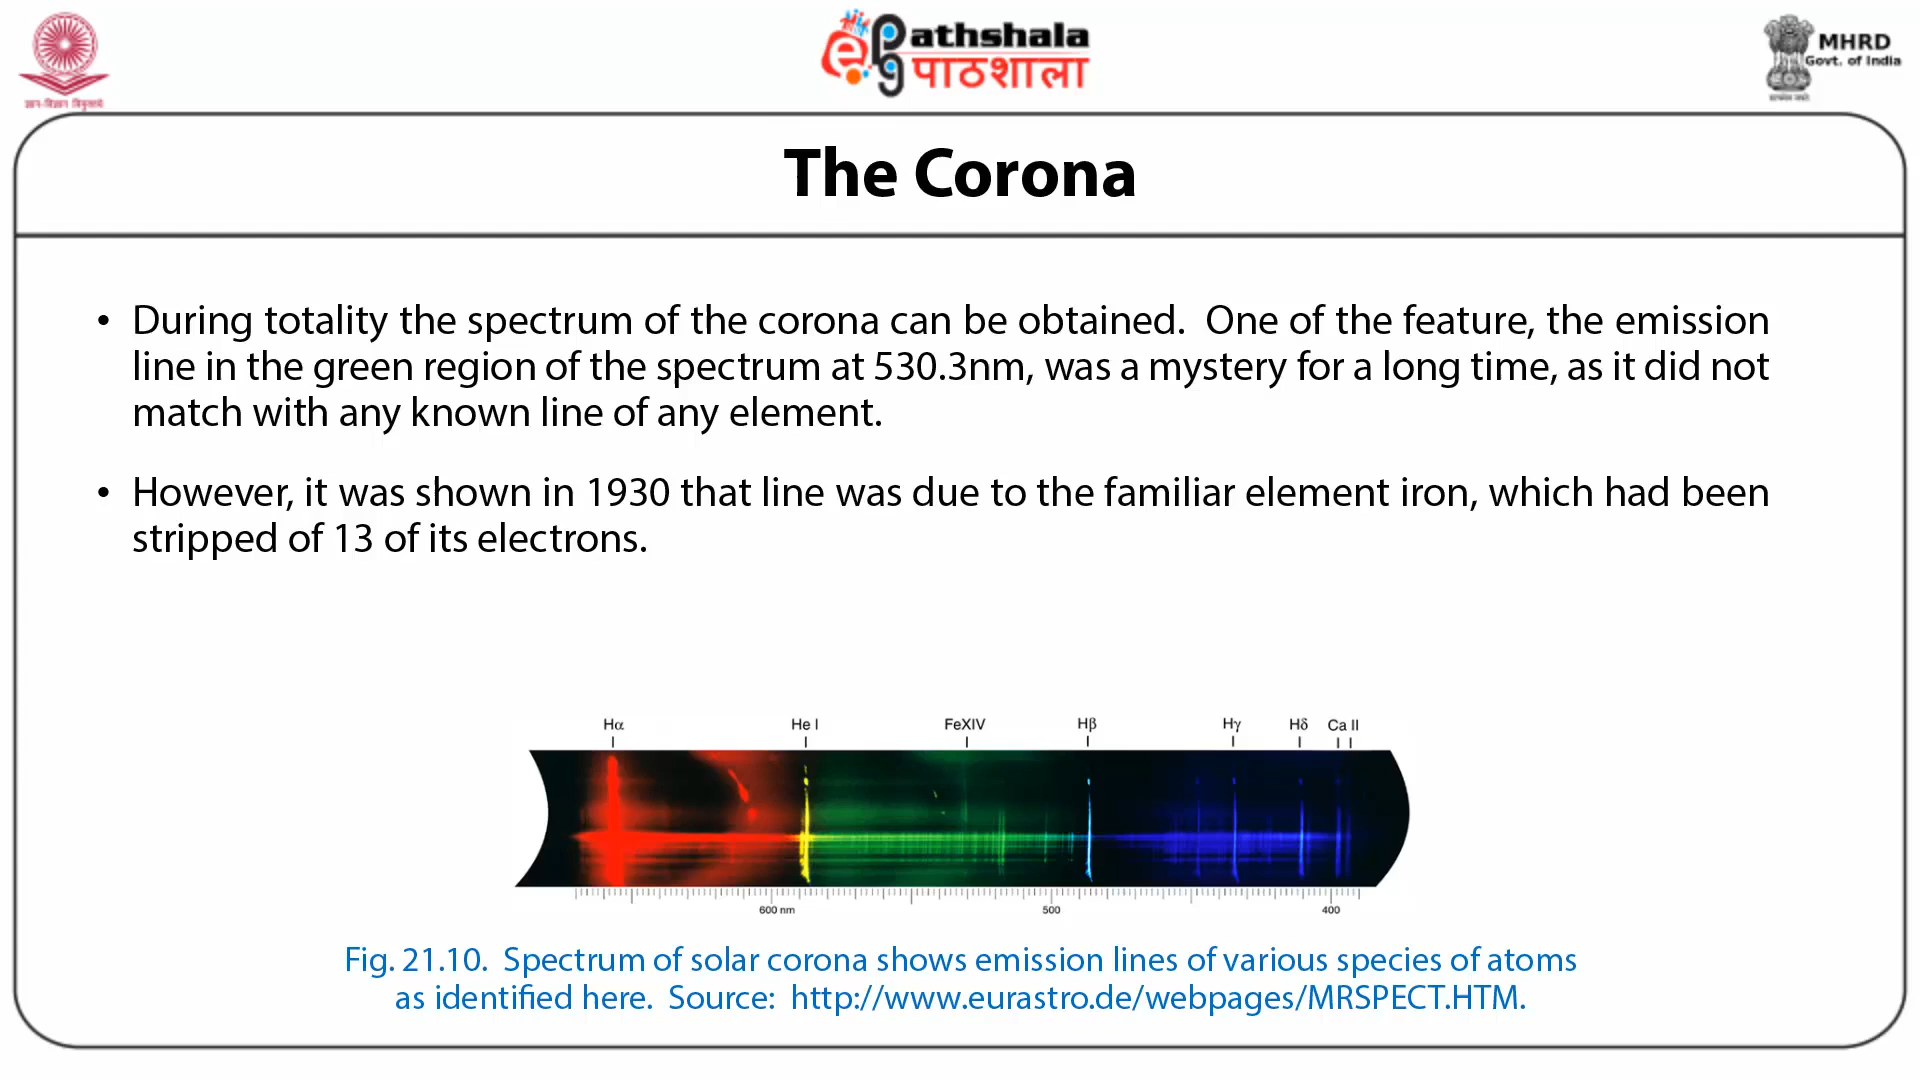 ज्ञान-विज्ञान विमुक्तये
ePathshala
पाठशाला
MHRD
Govt. of India
सत्यमेव जयते
The Corona
• During totality the spectrum of the corona can be obtained.  One of the feature, the emission
line in the green region of the spectrum at 530.3nm, was a mystery for a long time, as it did not
match with any known line of any element.
• However, it was shown in 1930 that line was due to the familiar element iron, which had been
stripped of 13 of its electrons.
Hα He I FeXIV Hβ Hγ Hδ Ca II
600 nm 500 400
Fig. 21.10.  Spectrum of solar corona shows emission lines of various species of atoms
as identified here.  Source:  http://www.eurastro.de/webpages/MRSPECT.HTM.